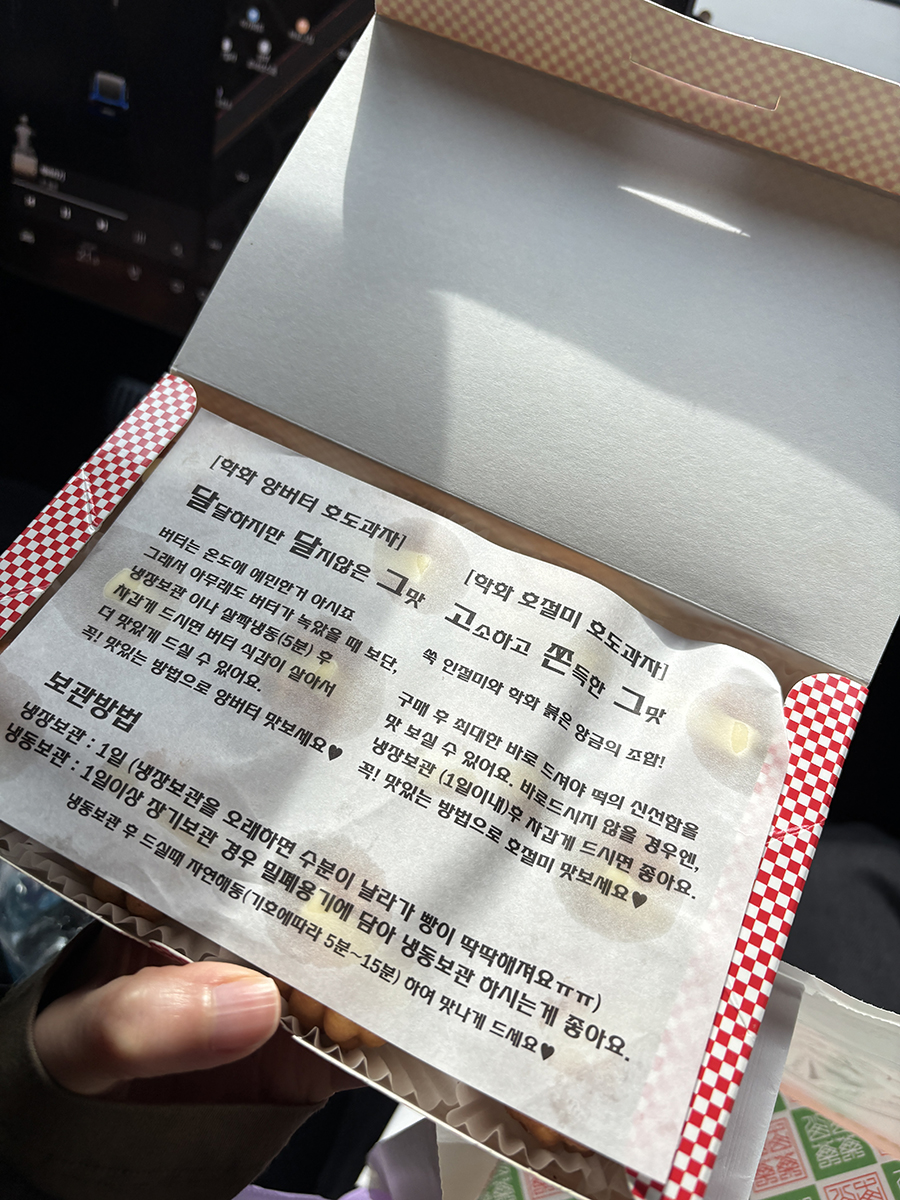 [학화 앙버터 호도과자]
달달하지만 달지않은 그맛
버터는 온도에 예민한거 아시죠
그래서 아무래도 버터가 녹았을 때 보단,
냉장보관 이나 살짝냉동(5분) 후
차갑게 드시면 버터 식감이 살아서
더 맛있게 드실 수 있어요.
꼭! 맛있는 방법으로 앙버터 맛보세요♥
[학화 호절미 호도과자]
고소하고 쫀득한 그맛
쏙 인절미와 학화 붉은 앙금의 조합!
구매 후 최대한 바로 드셔야 떡의 신선함을
맛 보실 수 있어요. 바로드시지 않을 경우엔,
냉장보관 (1일이내)후 차갑게 드시면 좋아요.
꼭! 맛있는 방법으로 호절미 맛보세요♥
보관방법
냉장보관 : 1일 (냉장보관을 오래하면 수분이 날라가 빵이 딱딱해져요ㅠㅠ)
냉동보관 : 1일이상 장기보관 경우 밀폐용기에 담아 냉동보관 하시는게 좋아요.
냉동보관 후 드실때 자연해동(기호에따라 5분~15분) 하여 맛나게 드세요♥